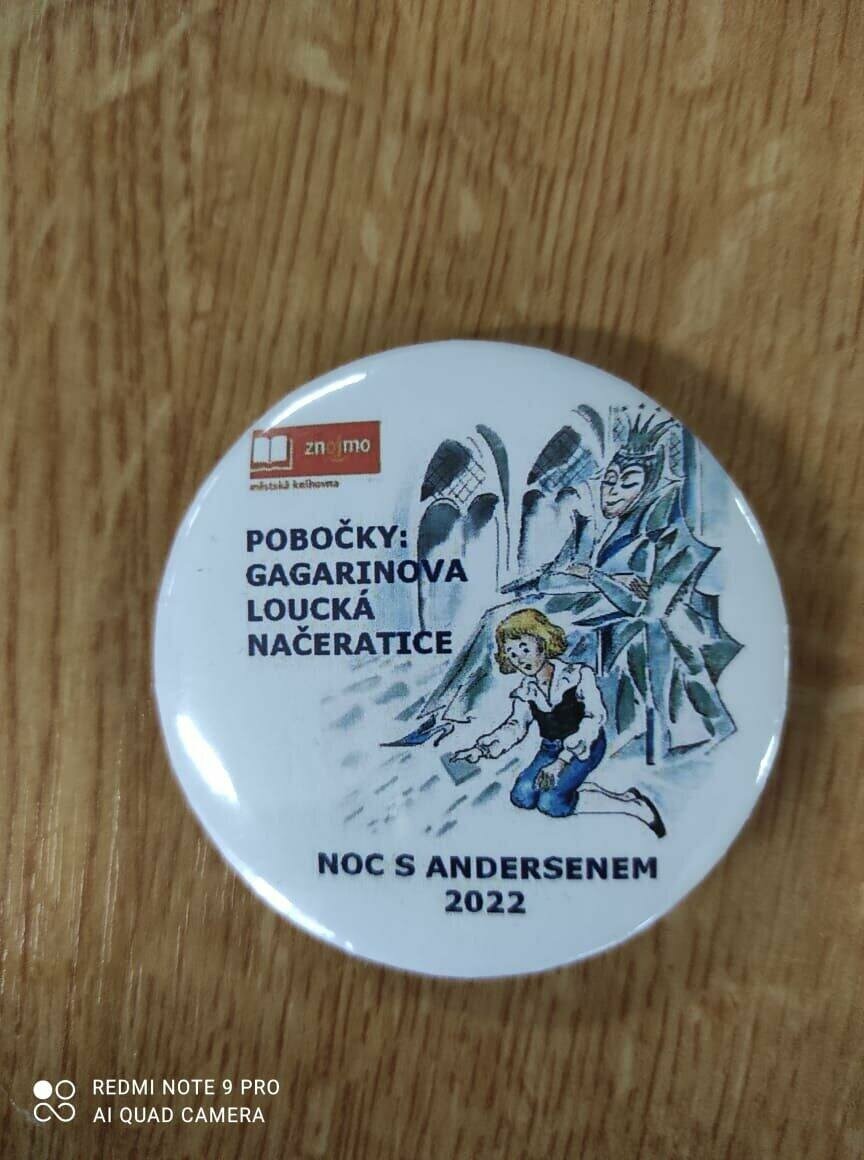 znojmo
městská knihovna
POBOČKY:
GAGARINOVA
LOUCKÁ
NAČERATICE
NOC S ANDERSENEM
2022
REDMI NOTE 9 PRO
AI QUAD CAMERA